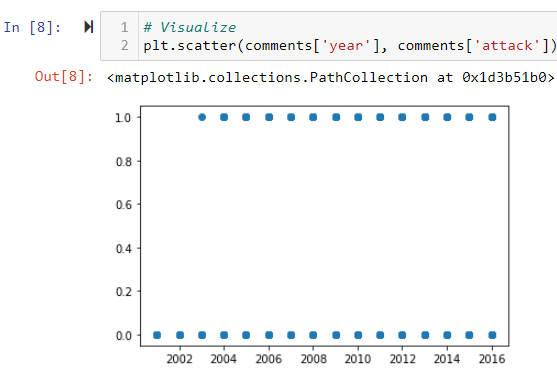 In [8]:
1 # Visualize
2 plt.scatter(comments['year'], comments['attack'])
Out[8]: <matplotlib.collections.PathCollection at 0x1d3b51b0>
1.0
0.8
0.6
0.4
0.2
0.0
2002 2004 2006 2008 2010 2012 2014 2016